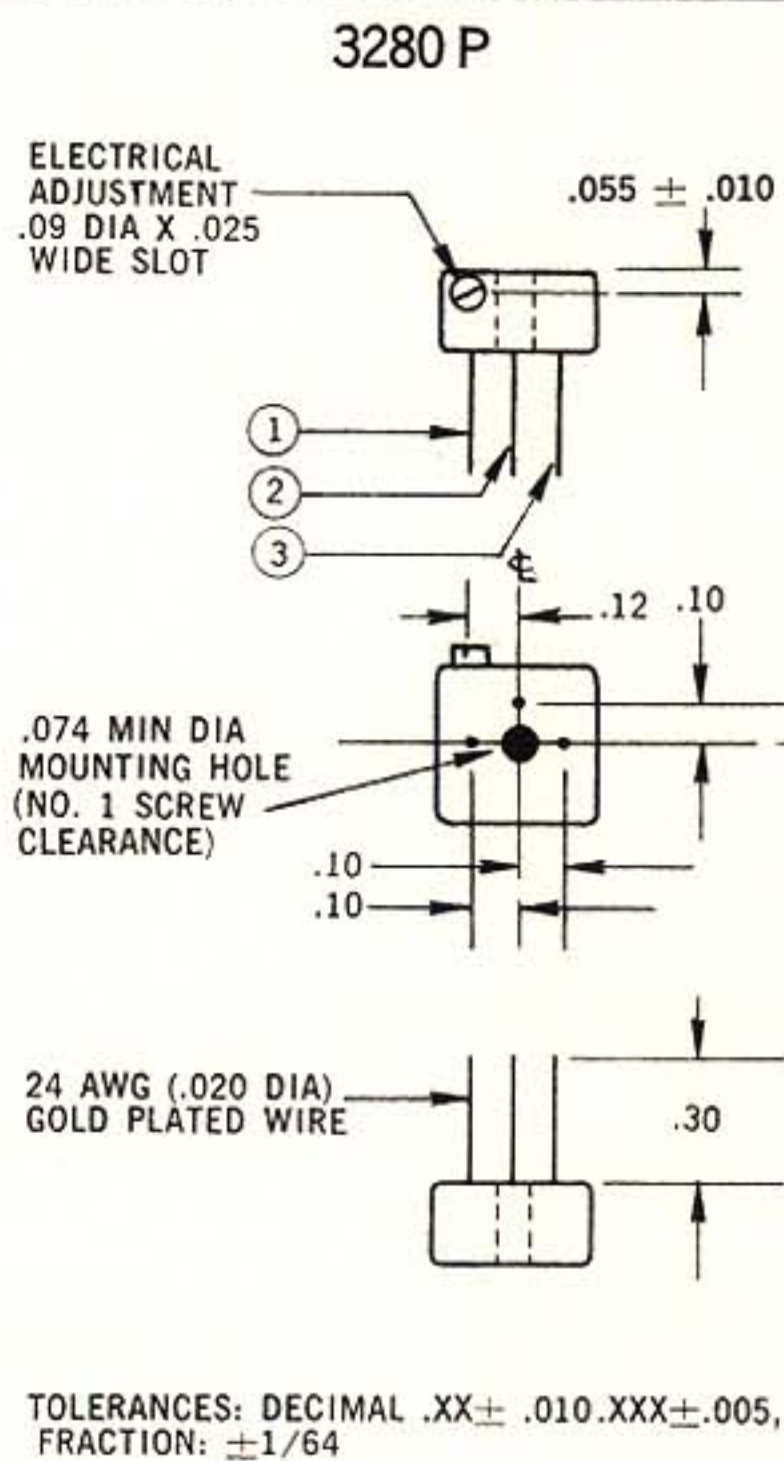 3280 P
ELECTRICAL
ADJUSTMENT
.09 DIA X .025
WIDE SLOT
.055 ± .010
1
2
3
℄
.12
.10
.074 MIN DIA
MOUNTING HOLE
(NO. 1 SCREW
CLEARANCE)
.10
.10
24 AWG (.020 DIA)
GOLD PLATED WIRE
.30
TOLERANCES: DECIMAL .XX± .010 .XXX±.005,
FRACTION: ±1/64